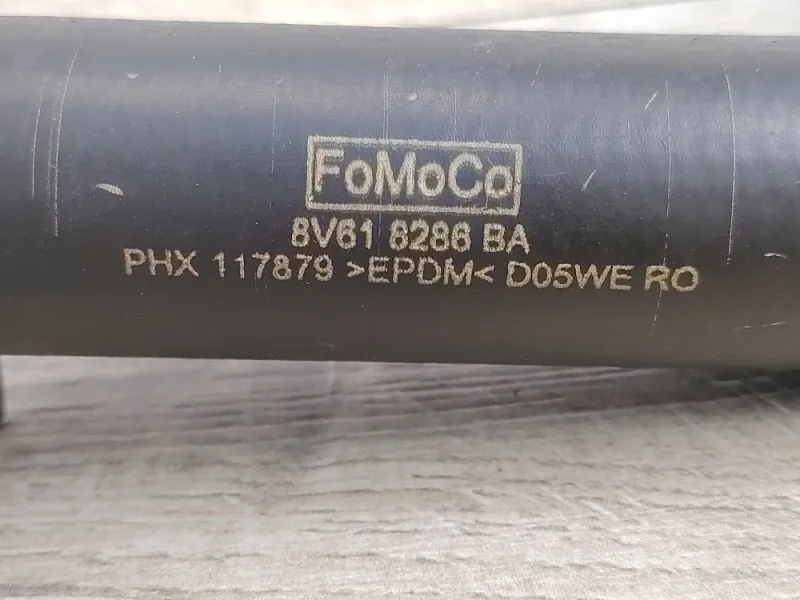 FoMoCo
8V61 8286 BA
PHX 117879 >EPDM< D05WE RO